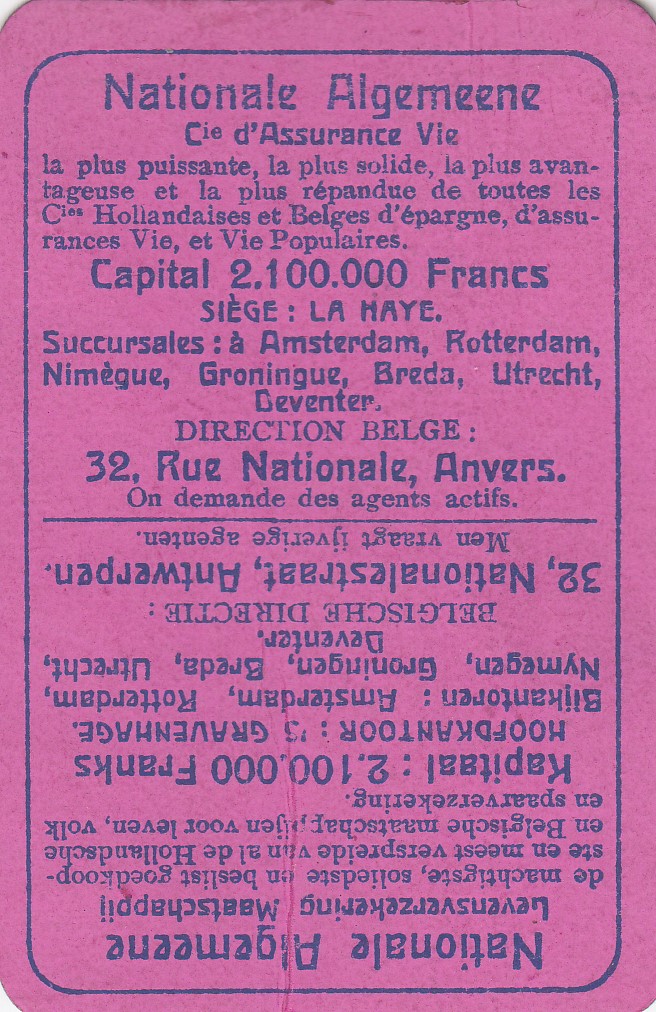 Nationale Algemeene
Cie d'Assurance Vie
la plus puissante, la plus solide, la plus avan-
tageuse et la plus répandue de toutes les
Cies Hollandaises et Belges d'épargne, d'assu-
rances Vie, et Vie Populaires.
Capital 2.100.000 Francs
SIÈGE : LA HAYE.
Succursales : à Amsterdam, Rotterdam,
Nimègue, Groningue, Breda, Utrecht,
Deventer.
DIRECTION BELGE :
32, Rue Nationale, Anvers.
On demande des agents actifs.
Nationale Algemeene
Levensverzekering Maatschappij
de machtigste, soliedste en beslist goedkoop-
ste en meest verspreide van al de Hollandsche
en Belgische maatschappijen voor leven, volk
en spaarverzekering.
Kapitaal : 2.100.000 Franks
HOOFDKANTOOR : 'S GRAVENHAGE.
Blijkantoren : Amsterdam, Rotterdam,
Nymegen, Groningen, Breda, Utrecht,
Deventer.
BELGISCHE DIRECTIE :
32, Nationalestraat, Antwerpen.
Men vraagt ijverige agenten.